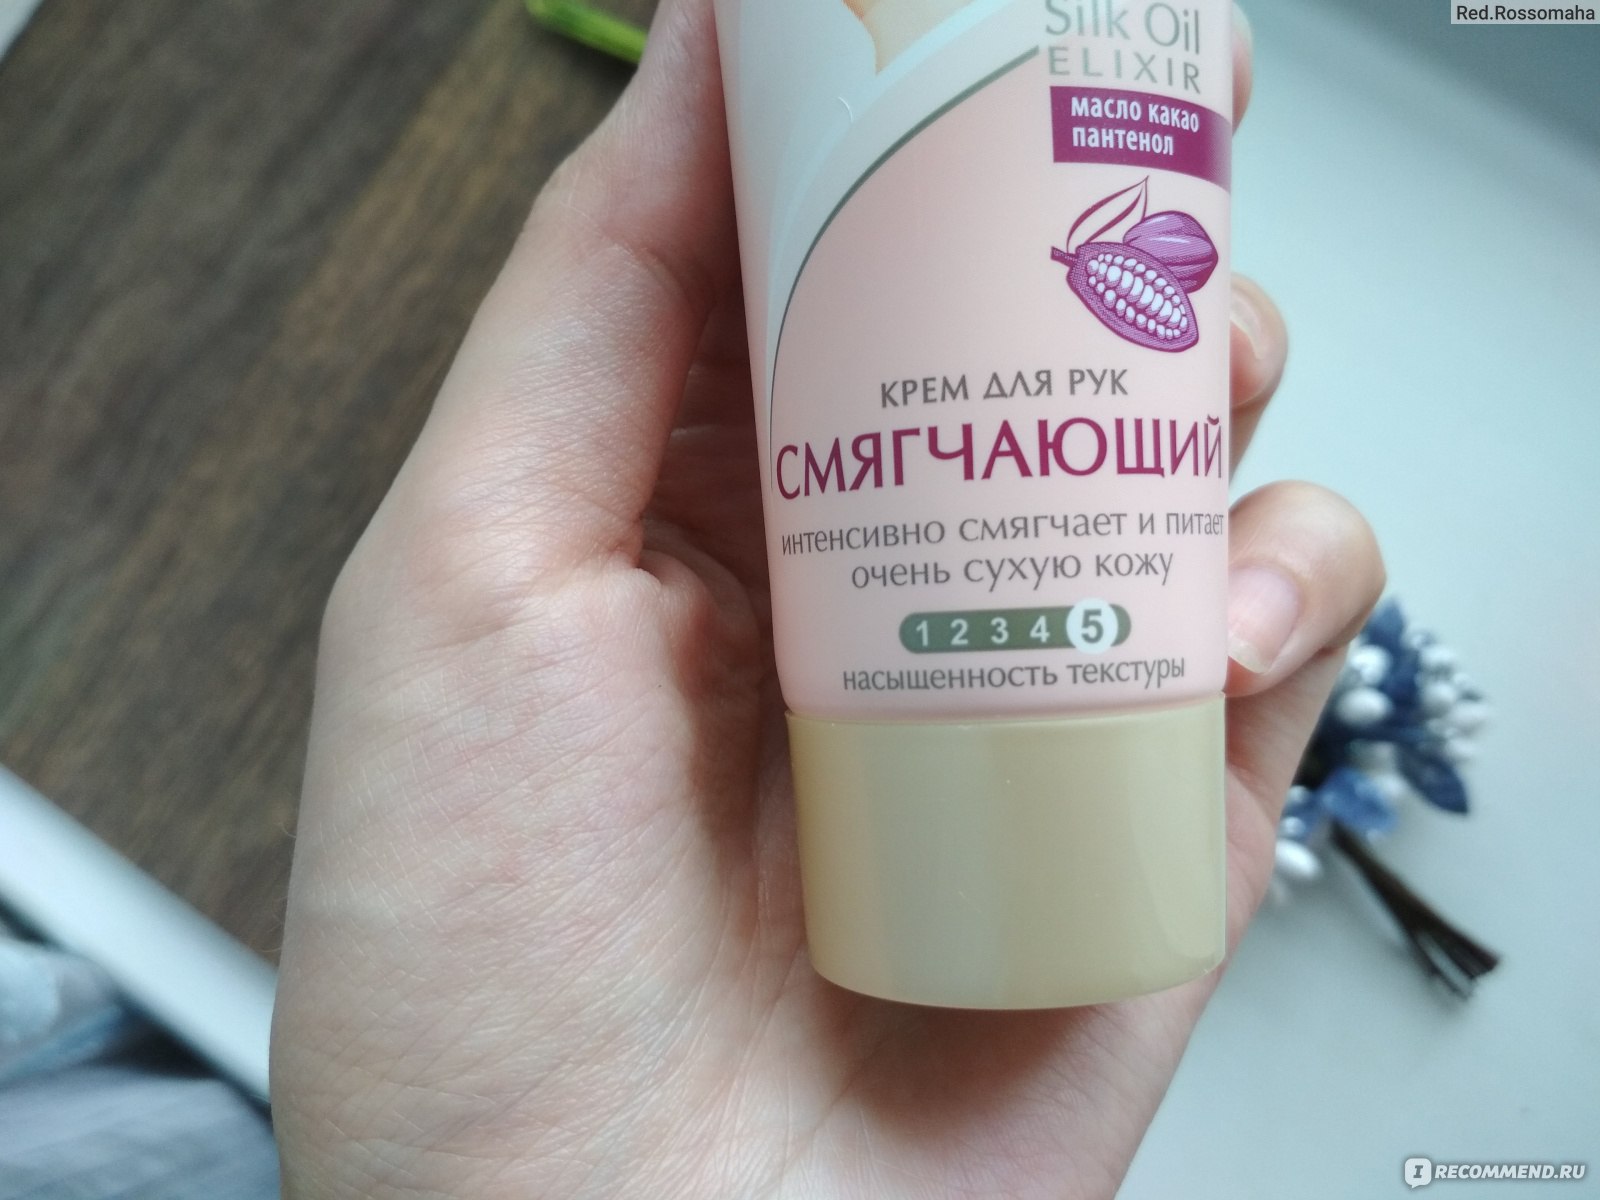 Red.Rossomaha
Silk Oil
ELIXIR
масло какао
пантенол
КРЕМ ДЛЯ РУК
СМЯГЧАЮЩИЙ
интенсивно смягчает и питает
очень сухую кожу
1 2 3 4 5
насыщенность текстуры
IRECOMMEND.RU